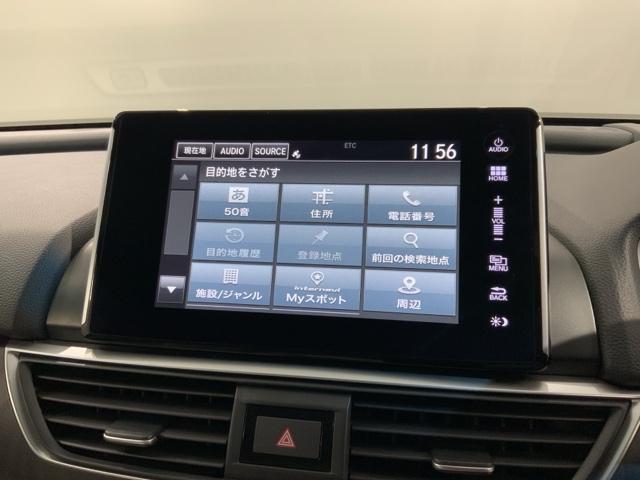 現在地 AUDIO SOURCE ETC 11:56
目的地をさがす
あ
50音 住所 電話番号
目的地履歴 登録地点 前回の検索地点
施設/ジャンル internavi Myスポット 周辺
AUDIO
HOME
+
VOL
−
MENU
BACK